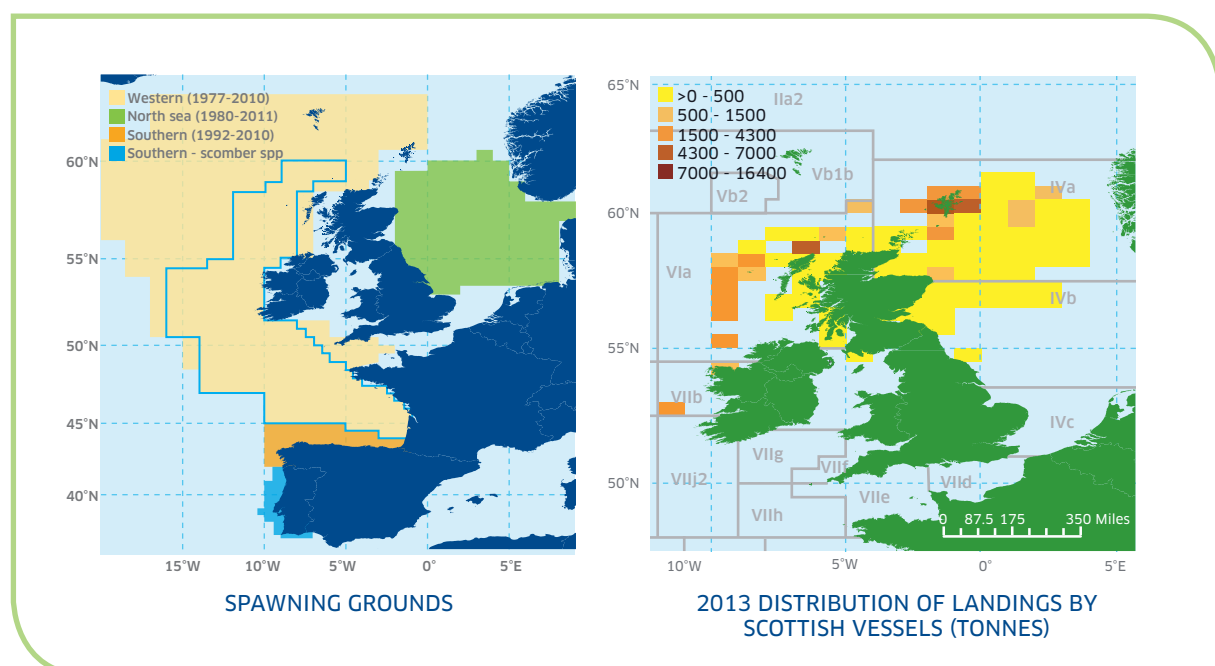 Western (1977-2010)
North sea (1980-2011)
Southern (1992-2010)
Southern - scomber spp
60°N
55°N
50°N
45°N
40°N
15°W
10°W
5°W
0°
5°E
SPAWNING GROUNDS
65°N
>0 - 500
500 - 1500
1500 - 4300
4300 - 7000
7000 - 16400
IIa2
Vb1b
Vb2
IVa
60°N
VIa
IVb
55°N
VIIb
IVc
VIIg
VIIf
VIIj2
VIId
50°N
VIIe
VIIh
0 87.5 175 350 Miles
10°W
5°W
0°
5°E
2013 DISTRIBUTION OF LANDINGS BY
SCOTTISH VESSELS (TONNES)